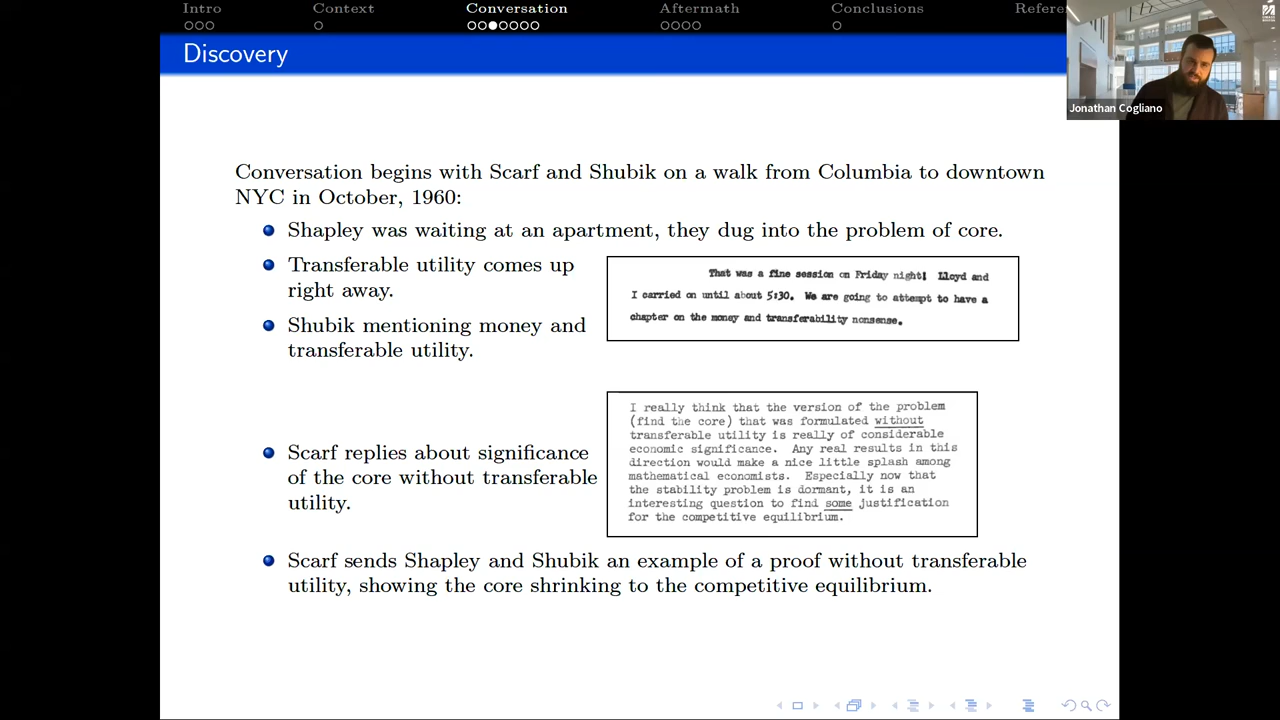 Intro Context Conversation Aftermath Conclusions Refere
Discovery
Jonathan Cogliano
Conversation begins with Scarf and Shubik on a walk from Columbia to downtown
NYC in October, 1960:
Shapley was waiting at an apartment, they dug into the problem of core.
Transferable utility comes up
right away.
Shubik mentioning money and
transferable utility.
That was a fine session on Friday night! Lloyd and
I carried on until about 5:30. We are going to attempt to have a
chapter on the money and transferability nonsense.
Scarf replies about significance
of the core without transferable
utility.
I really think that the version of the problem
(find the core) that was formulated without
transferable utility is really of considerable
economic significance. Any real results in this
direction would make a nice little splash among
mathematical economists. Especially now that
the stability problem is dormant, it is an
interesting question to find some justification
for the competitive equilibrium.
Scarf sends Shapley and Shubik an example of a proof without transferable
utility, showing the core shrinking to the competitive equilibrium.